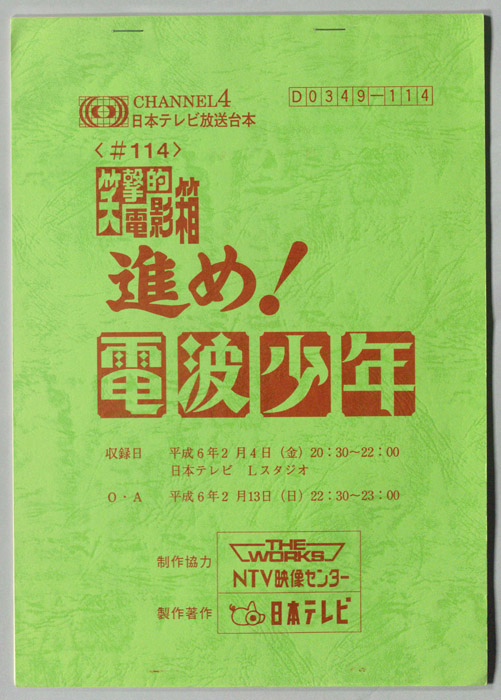 CHANNEL4
D0349-114
日本テレビ放送台本
〈#114〉
笑撃的
電影箱
進め!
電波少年
収録日 平成6年2月4日(金)20:30~22:00
日本テレビ Lスタジオ
O・A 平成6年2月13日(日)22:30~23:00
制作協力
THE WORKS
NTV映像センター
製作著作
日本テレビ